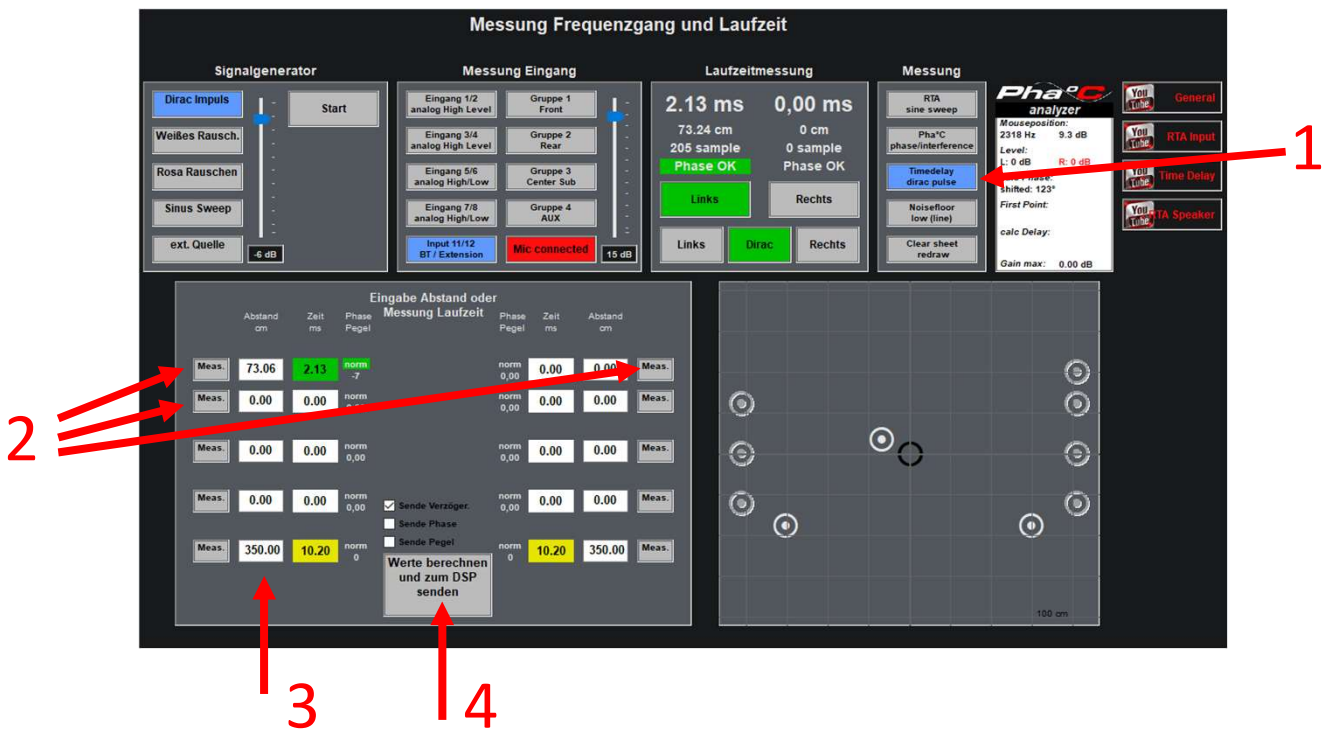 Messung Frequenzgang und Laufzeit
Signalgenerator
Messung Eingang
Laufzeitmessung
Messung
Dirac Impuls
Start
Weißes Rausch.
Rosa Rauschen
Sinus Sweep
ext. Quelle
-6 dB
Eingang 1/2
analog High Level
Gruppe 1
Front
Eingang 3/4
analog High Level
Gruppe 2
Rear
Eingang 5/6
analog High/Low
Gruppe 3
Center Sub
Eingang 7/8
analog High/Low
Gruppe 4
AUX
Input 11/12
BT / Extension
Mic connected
15 dB
2.13 ms
0,00 ms
73.24 cm
0 cm
205 sample
0 sample
Phase OK
Phase OK
Links
Rechts
Links
Dirac
Rechts
RTA
sine sweep
Pha°C
phase/interference
Timedelay
dirac pulse
Noisefloor
low (line)
Clear sheet
redraw
Pha°C
analyzer
Mouseposition:
2318 Hz 9.3 dB
Level:
L: 0 dB R: 0 dB
Phase:
shifted: 123°
First Point:
calc Delay:
Gain max: 0.00 dB
You Tube General
You Tube RTA Input
You Tube Time Delay
You Tube RTA Speaker
1
Eingabe Abstand oder
Messung Laufzeit
Abstand
cm
Zeit
ms
Phase
Pegel
Phase
Pegel
Zeit
ms
Abstand
cm
Meas. 73.06 2.13 norm
-7
norm
0,00 0.00 0.00 Meas.
Meas. 0.00 0.00 norm
norm
0,00 0.00 0.00 Meas.
Meas. 0.00 0.00 norm
0,00
norm
0,00 0.00 0.00 Meas.
Meas. 0.00 0.00 norm
0,00
norm
0,00 0.00 0.00 Meas.
Sende Verzöger.
Sende Phase
Sende Pegel
Meas. 350.00 10.20 norm
0
norm
0 10.20 350.00 Meas.
Werte berechnen
und zum DSP
senden
100 cm
2
3
4